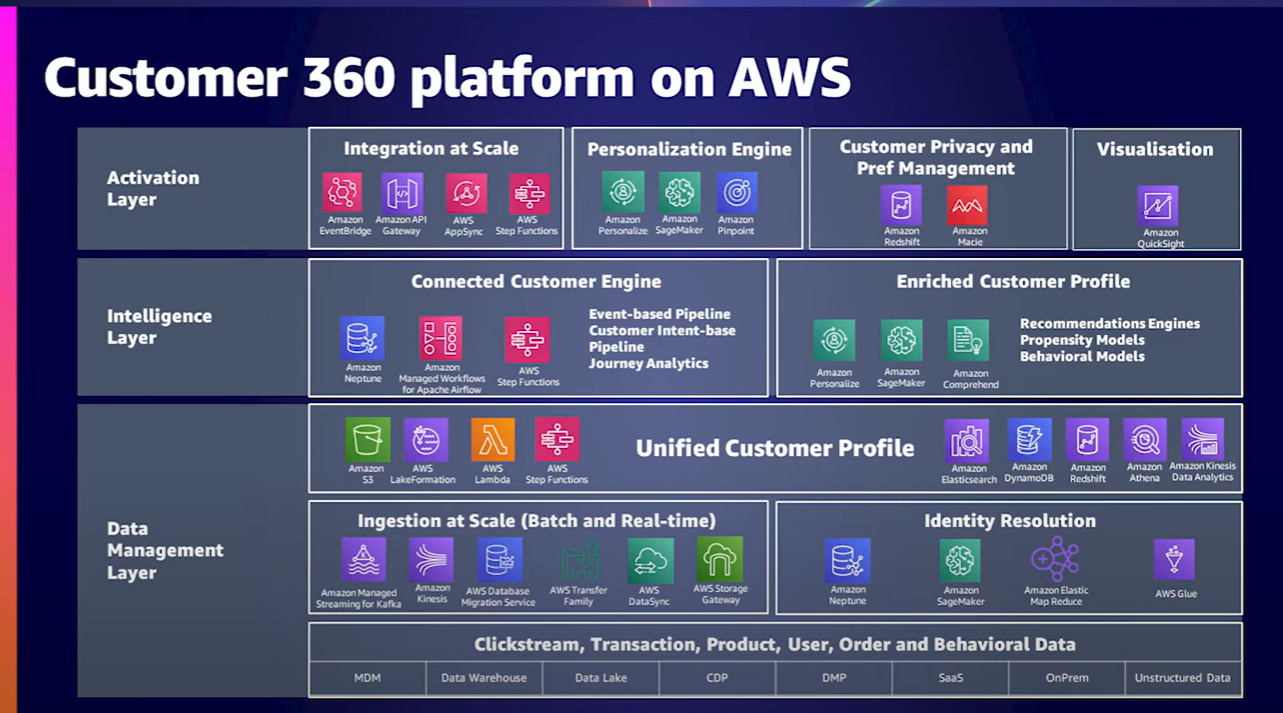 Customer 360 platform on AWS
Activation
Layer
Integration at Scale
Amazon
EventBridge
Amazon API
Gateway
AWS
AppSync
AWS
Step Functions
Personalization Engine
Amazon
Personalize
Amazon
SageMaker
Amazon
Pinpoint
Customer Privacy and
Pref Management
Amazon
Redshift
Amazon
Macie
Visualisation
Amazon
QuickSight
Intelligence
Layer
Connected Customer Engine
Amazon
Neptune
Amazon
Managed Workflows
for Apache Airflow
AWS
Step Functions
Event-based Pipeline
Customer Intent-base
Pipeline
Journey Analytics
Enriched Customer Profile
Amazon
Personalize
Amazon
SageMaker
Amazon
Comprehend
Recommendations Engines
Propensity Models
Behavioral Models
Data
Management
Layer
Amazon
S3
AWS
LakeFormation
AWS
Lambda
AWS
Step Functions
Unified Customer Profile
Amazon
Elasticsearch
Amazon
DynamoDB
Amazon
Redshift
Amazon
Athena
Amazon Kinesis
Data Analytics
Ingestion at Scale (Batch and Real-time)
Amazon Managed
Streaming for Kafka
Amazon
Kinesis
AWS Database
Migration Service
SFTP
AWS Transfer
Family
AWS
DataSync
AWS Storage
Gateway
Identity Resolution
Amazon
Neptune
Amazon
SageMaker
Amazon Elastic
Map Reduce
AWS Glue
Clickstream, Transaction, Product, User, Order and Behavioral Data
MDM
Data Warehouse
Data Lake
CDP
DMP
SaaS
OnPrem
Unstructured Data